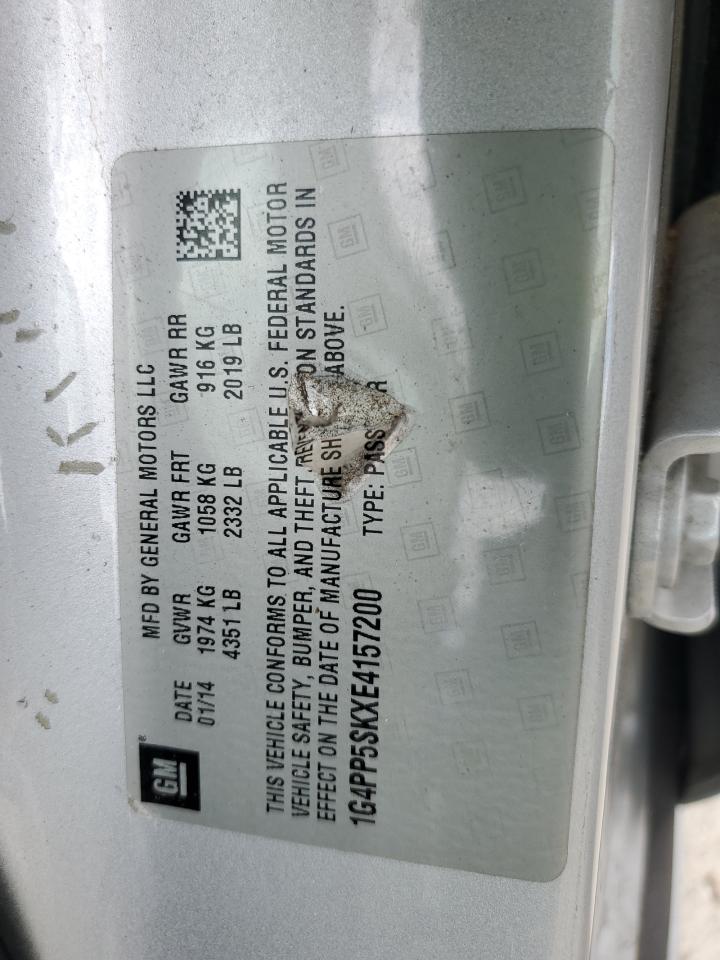 MFD BY GENERAL MOTORS LLC
DATE GVWR GAWR FRT GAWR RR
01/14 1974 KG 1058 KG 916 KG
4351 LB 2332 LB 2019 LB
GM
THIS VEHICLE CONFORMS TO ALL APPLICABLE U.S. FEDERAL MOTOR
VEHICLE SAFETY, BUMPER, AND THEFT ON STANDARDS IN
EFFECT ON THE DATE OF MANUFACTURE SH ABOVE.
1G4PP5SKXE4157200 TYPE: PASS R